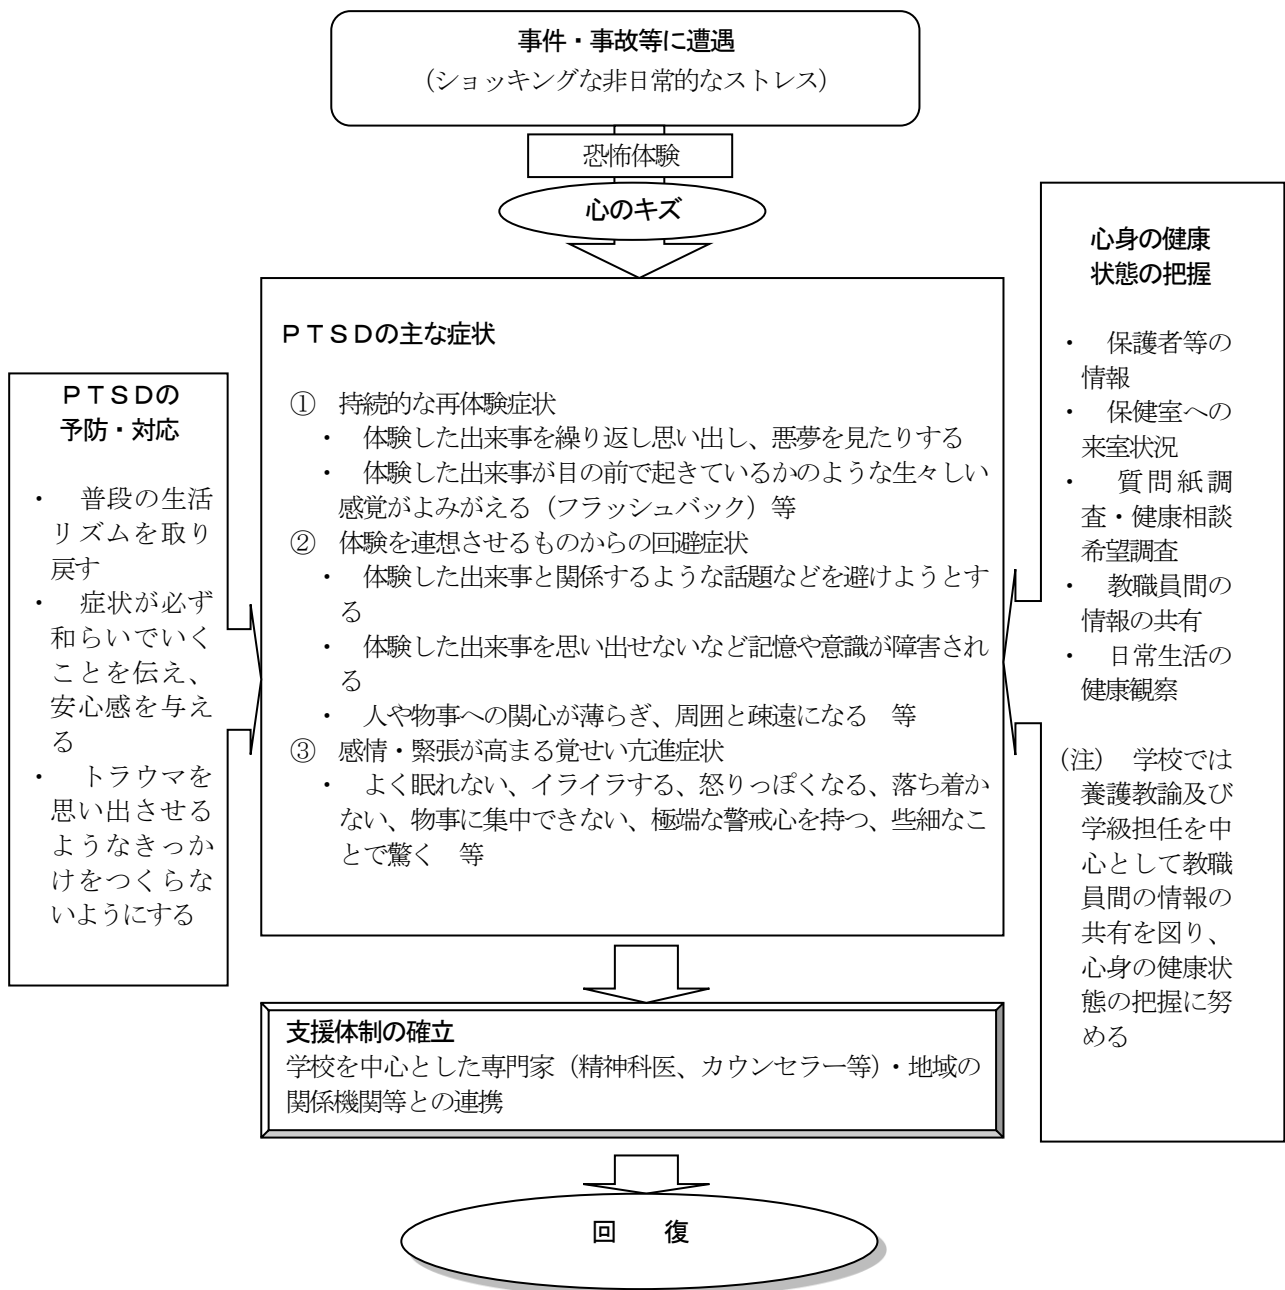 事件・事故等に遭遇
(ショッキングな非日常的なストレス)
恐怖体験
心のキズ
PTSDの主な症状
① 持続的な再体験症状
・ 体験した出来事を繰り返し思い出し、悪夢を見たりする
・ 体験した出来事が目の前で起きているかのような生々しい
感覚がよみがえる(フラッシュバック)等
② 体験を連想させるものからの回避症状
・ 体験した出来事と関係するような話題などを避けようとす
る
・ 体験した出来事を思い出せないなど記憶や意識が障害され
る
・ 人や物事への関心が薄らぎ、周囲と疎遠になる 等
③ 感情・緊張が高まる覚せい亢進症状
・ よく眠れない、イライラする、怒りっぽくなる、落ち着か
ない、物事に集中できない、極端な警戒心を持つ、些細なこ
とで驚く 等
PTSDの
予防・対応
・ 普段の生活
リズムを取り
戻す
・ 症状が必ず
和らいでいく
ことを伝え、
安心感を与え
る
・ トラウマを
思い出させる
ようなきっか
けをつくらな
いようにする
心身の健康
状態の把握
・ 保護者等の
情報
・ 保健室への
来室状況
・ 質問紙調
査・健康相談
希望調査
・ 教職員間の
情報の共有
・ 日常生活の
健康観察
(注) 学校では
養護教諭及び
学級担任を中
心として教職
員間の情報の
共有を図り、
心身の健康状
態の把握に努
める
支援体制の確立
学校を中心とした専門家(精神科医、カウンセラー等)・地域の
関係機関等との連携
回 復